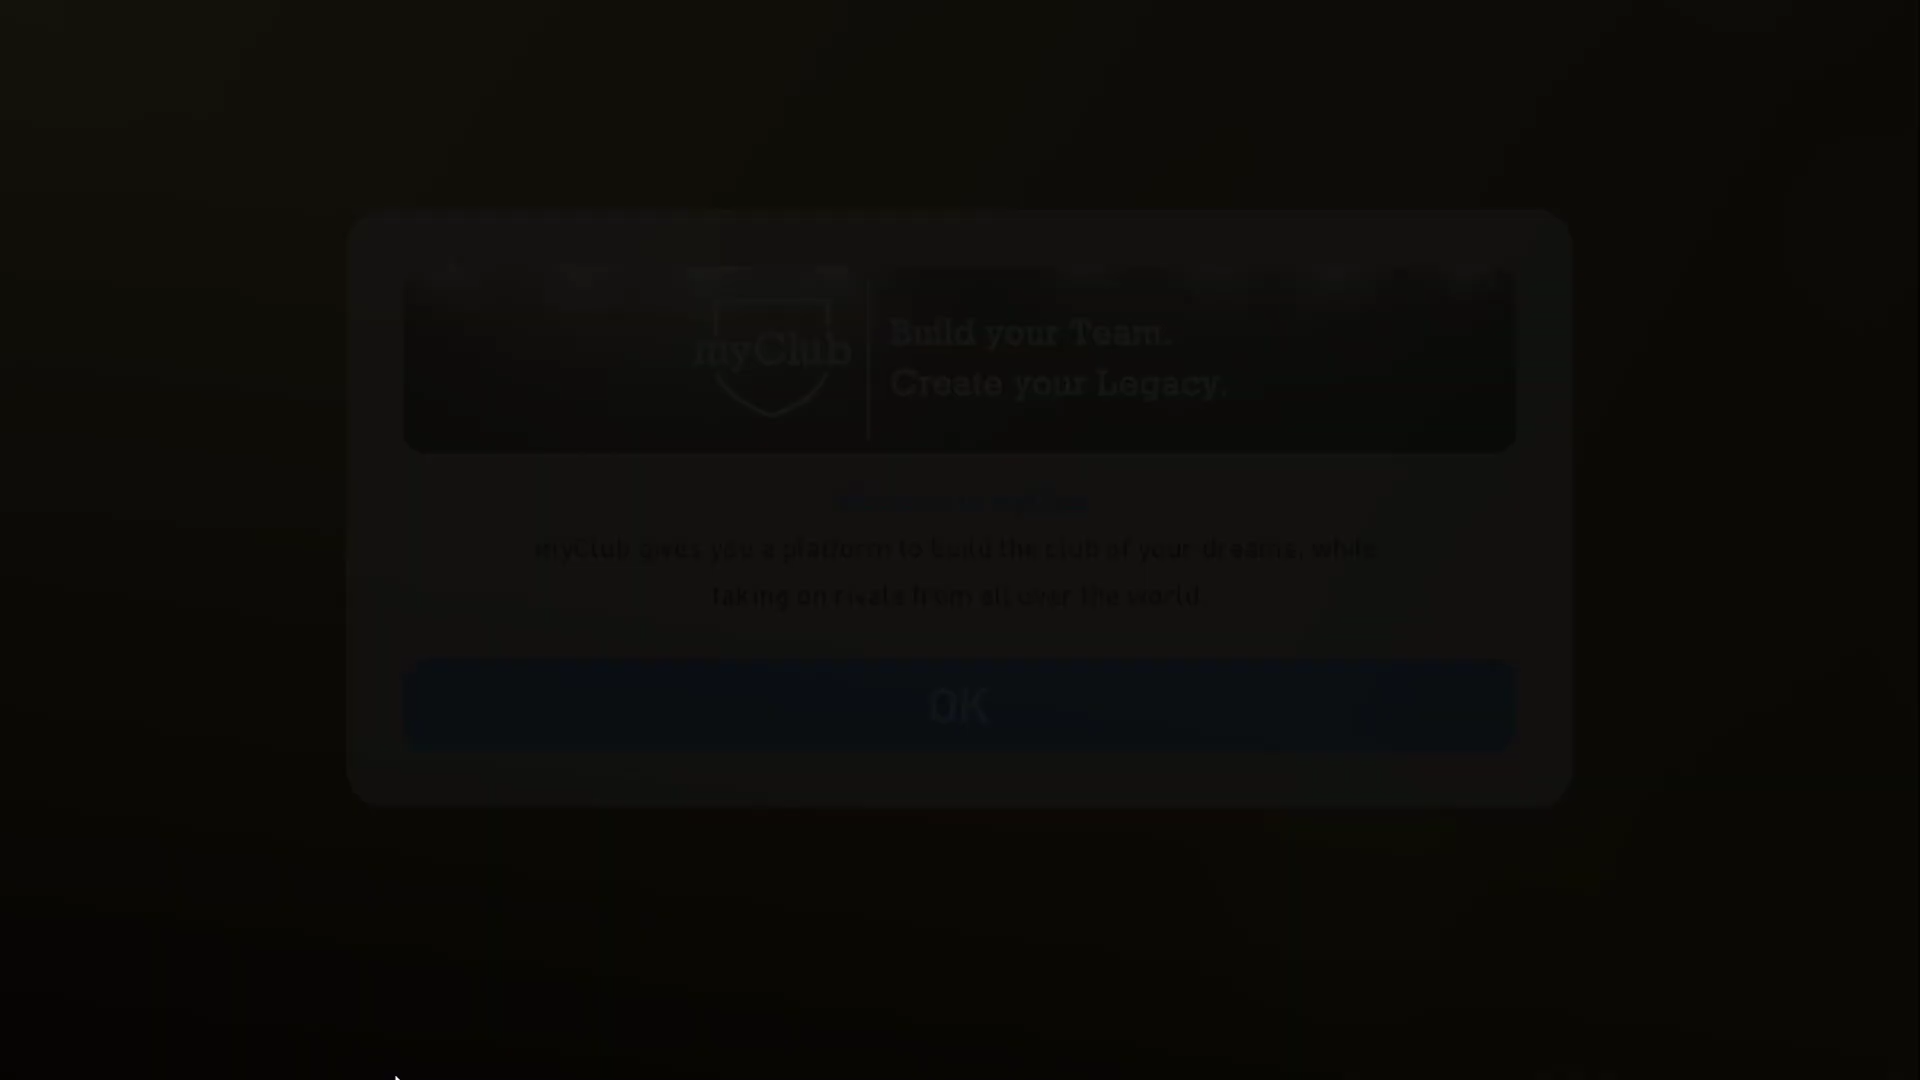 myClub
Build your Team.
Create your Legacy.
myClub gives you a platform to build the club of your dreams, while
taking on rivals from all over the world.
OK